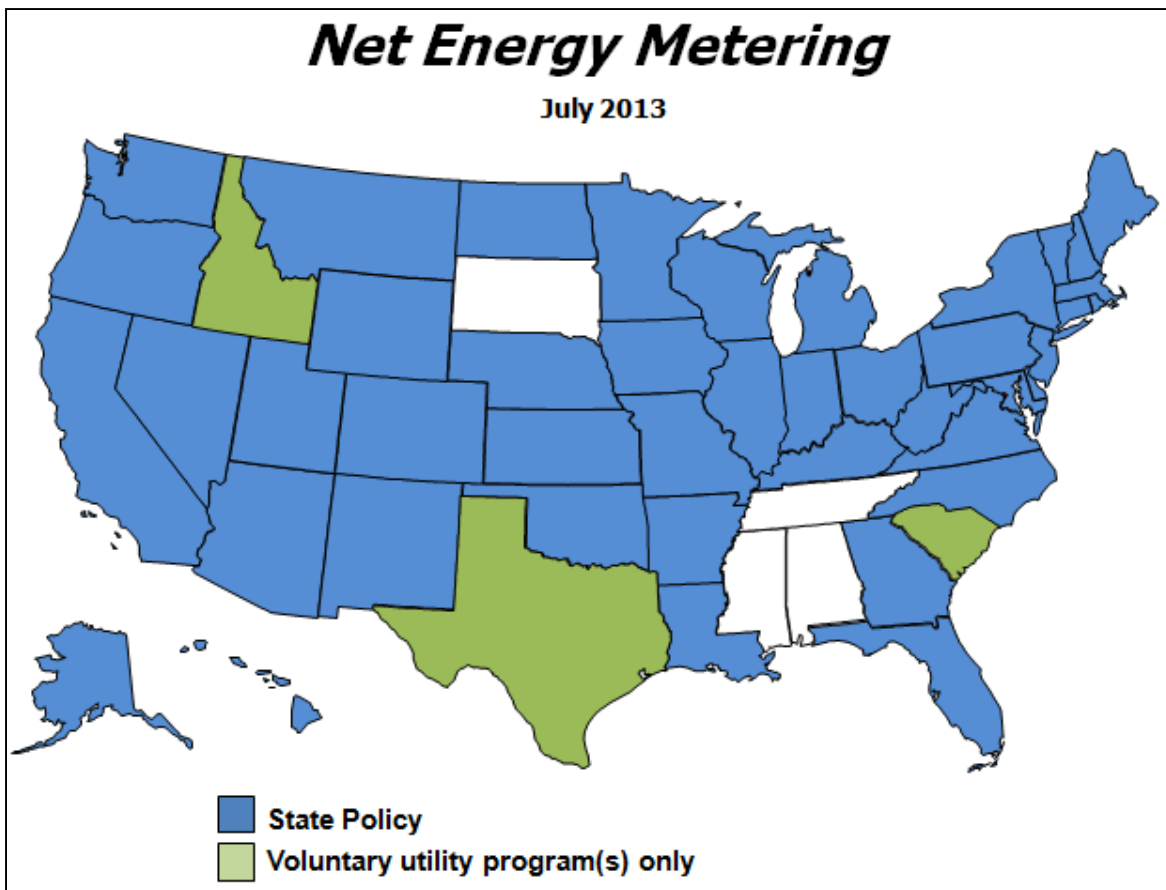 Net Energy Metering
July 2013
State Policy
Voluntary utility program(s) only